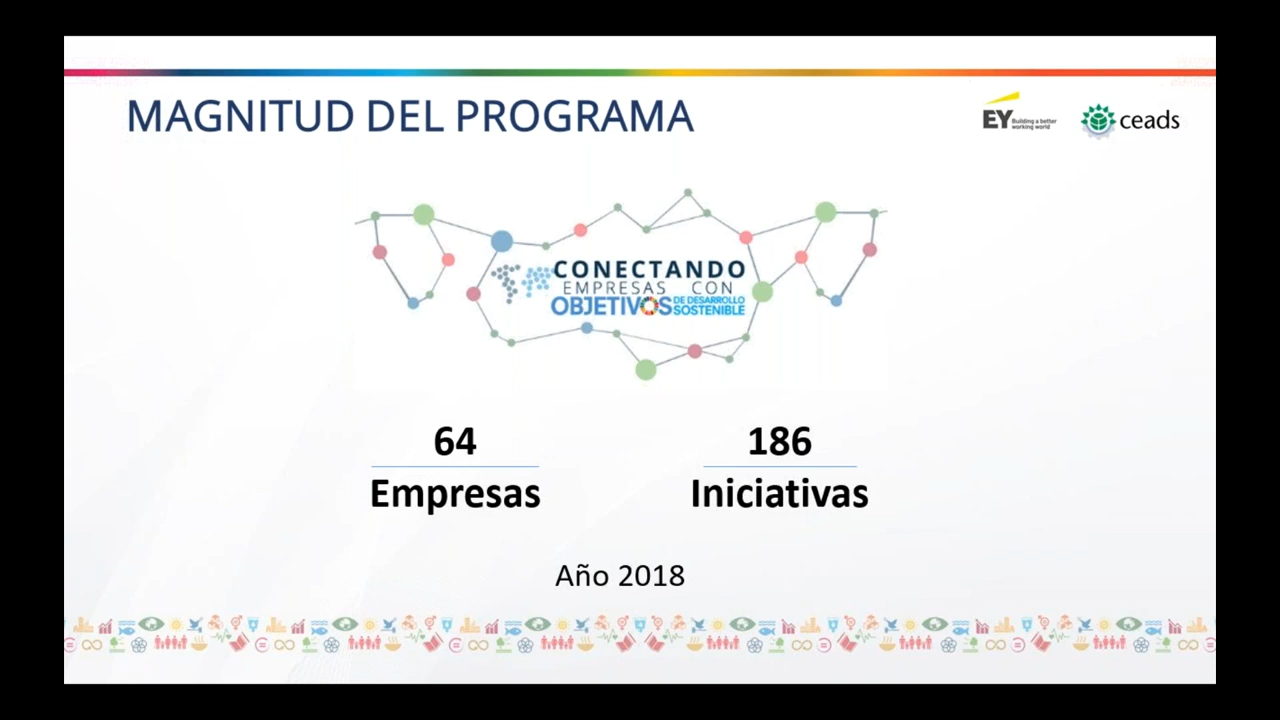 MAGNITUD DEL PROGRAMA
EY Building a better
working world
ceads
CONECTANDO
EMPRESAS CON
OBJETIVOS DE DESARROLLO
SOSTENIBLE
64
Empresas
186
Iniciativas
Año 2018